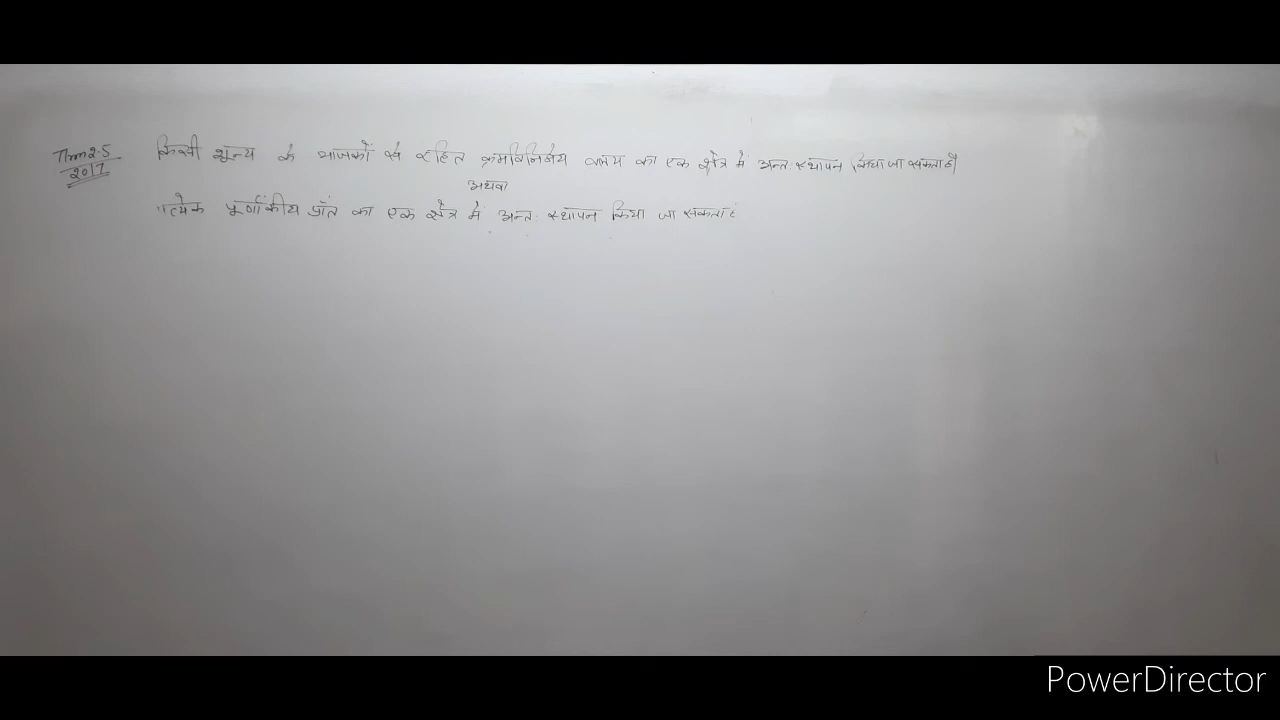 Thm 2.5 किसी शून्य के भाजकों से रहित क्रमविनिमेय वलय का एक क्षेत्र में अन्त: स्थापन किया जा सकता है
2017 अथवा
प्रत्येक पूर्णांकीय प्रांत का एक क्षेत्र में अन्त: स्थापन किया जा सकता है
PowerDirector